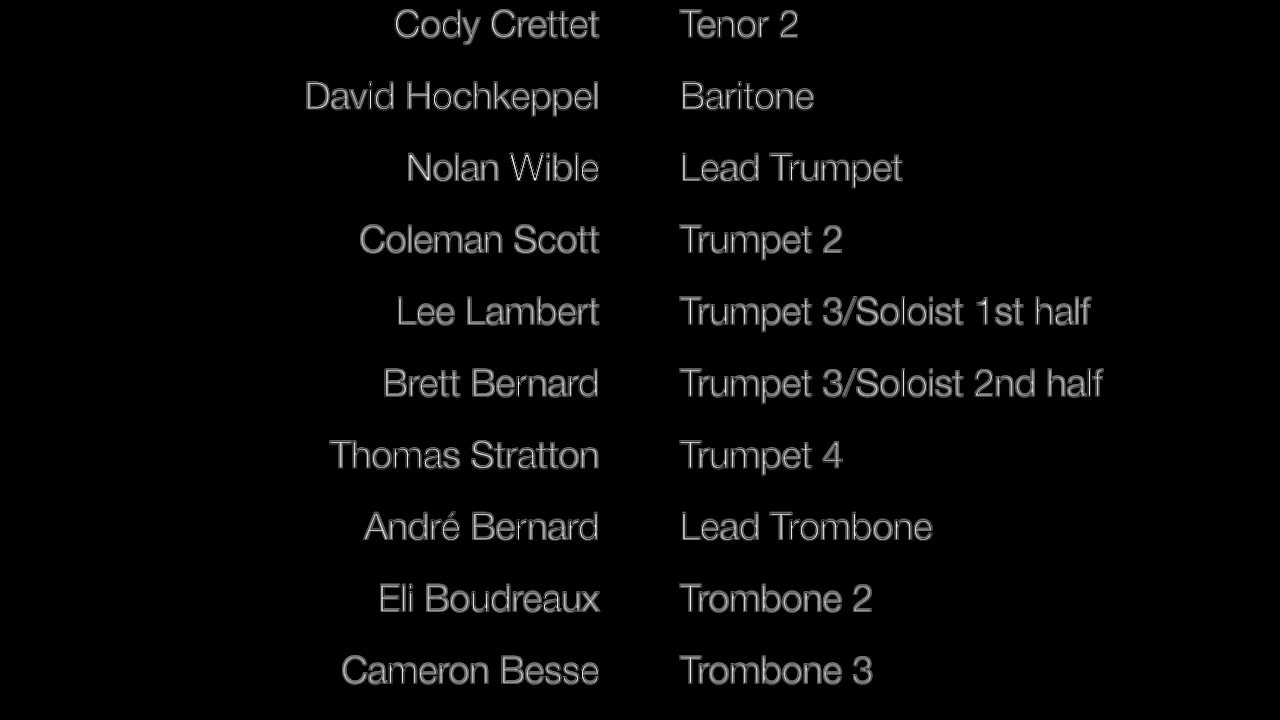 Cody Crettet Tenor 2
David Hochkeppel Baritone
Nolan Wible Lead Trumpet
Coleman Scott Trumpet 2
Lee Lambert Trumpet 3/Soloist 1st half
Brett Bernard Trumpet 3/Soloist 2nd half
Thomas Stratton Trumpet 4
André Bernard Lead Trombone
Eli Boudreaux Trombone 2
Cameron Besse Trombone 3